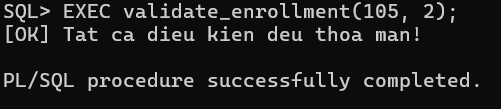 SQL> EXEC validate_enrollment(105, 2);
[OK] Tat ca dieu kien deu thoa man!
PL/SQL procedure successfully completed.